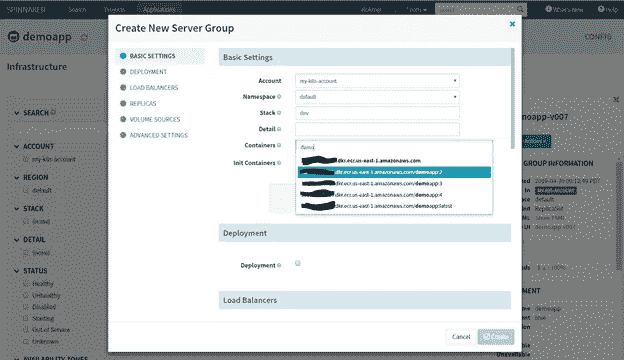 SPINNAKER
Search
Projects
Applications
Search
What's New
Help
demoapp
CONFIG
Infrastructure
Create New Server Group
BASIC SETTINGS
DEPLOYMENT
LOAD BALANCERS
REPLICAS
VOLUME SOURCES
ADVANCED SETTINGS
Basic Settings
Account
my-k8s-account
Namespace
default
Stack
dev
Detail
Containers
demo
.dkr.ecr.us-east-1.amazonaws.com
Init Containers
.dkr.ecr.us-east-1.amazonaws.com/demoapp:2
.dkr.ecr.us-east-1.amazonaws.com/demoapp:3
.dkr.ecr.us-east-1.amazonaws.com/demoapp:4
.dkr.ecr.us-east-1.amazonaws.com/demoapp:latest
Deployment
Deployment
Load Balancers
Cancel
Create
SEARCH
ACCOUNT
my-k8s-account
REGION
default
STACK
(none)
DETAIL
(none)
STATUS
Healthy
Unhealthy
Disabled
Starting
Out of Service
Unknown
demoapp-v007
GROUP INFORMATION
my-k8s-account
default
demoapp-v007